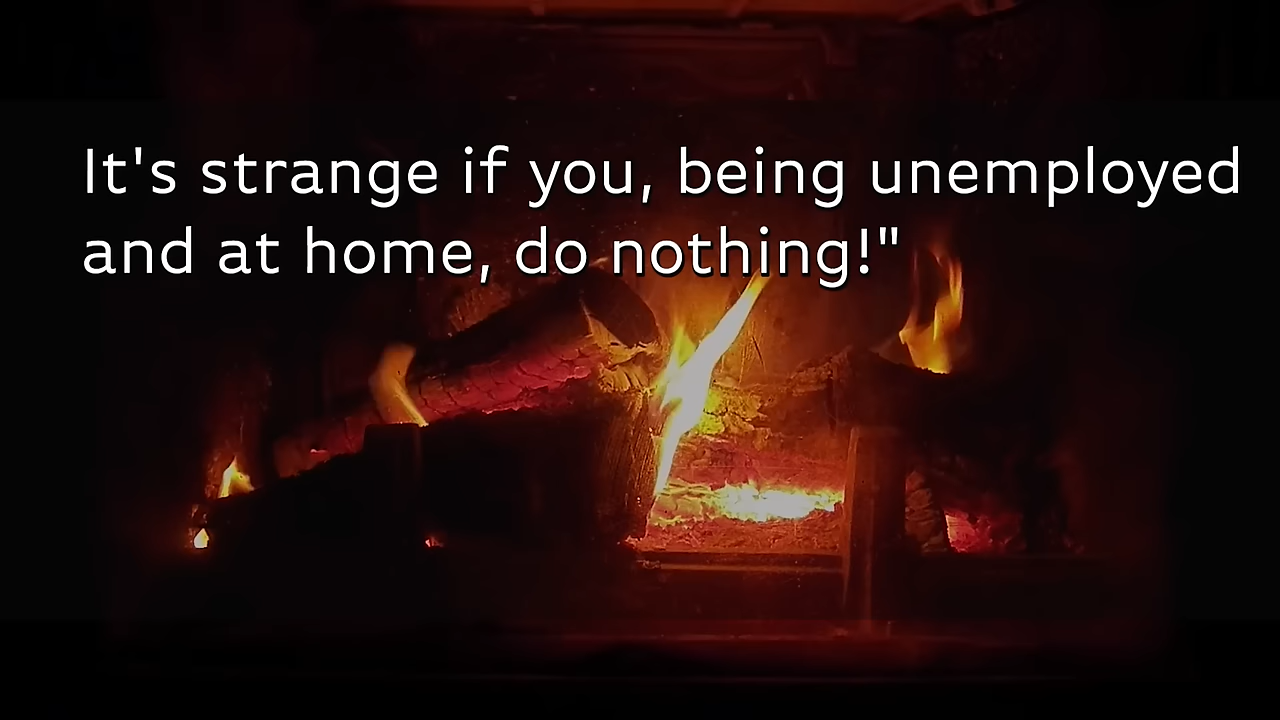 It's strange if you, being unemployed
and at home, do nothing!"